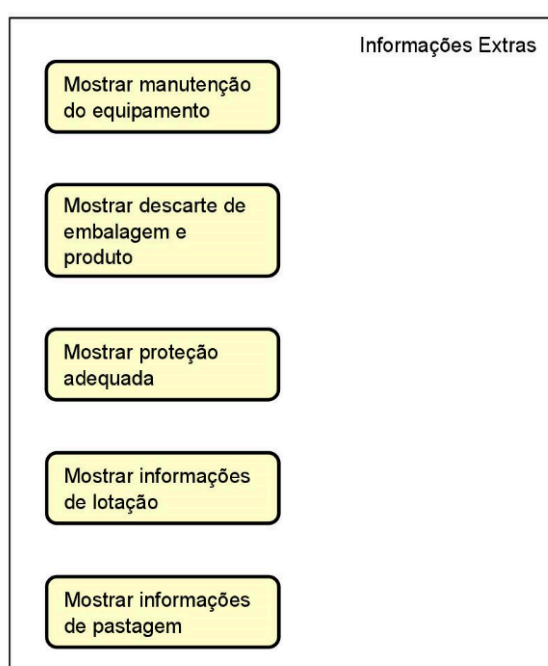 Informações Extras
Mostrar manutenção
do equipamento
Mostrar descarte de
embalagem e
produto
Mostrar proteção
adequada
Mostrar informações
de lotação
Mostrar informações
de pastagem